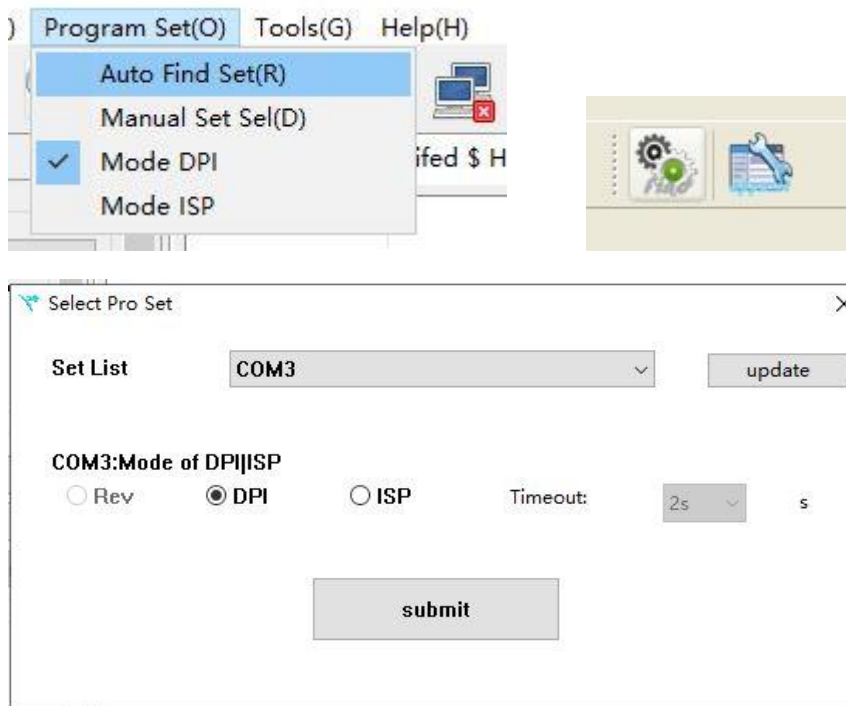 ) Program Set(O) Tools(G) Help(H)
Auto Find Set(R)
Manual Set Sel(D)
Mode DPI
ifed $ H
Mode ISP
Find
Select Pro Set
Set List COM3 update
COM3:Mode of DPI|ISP
Rev DPI ISP Timeout: 2s s
submit